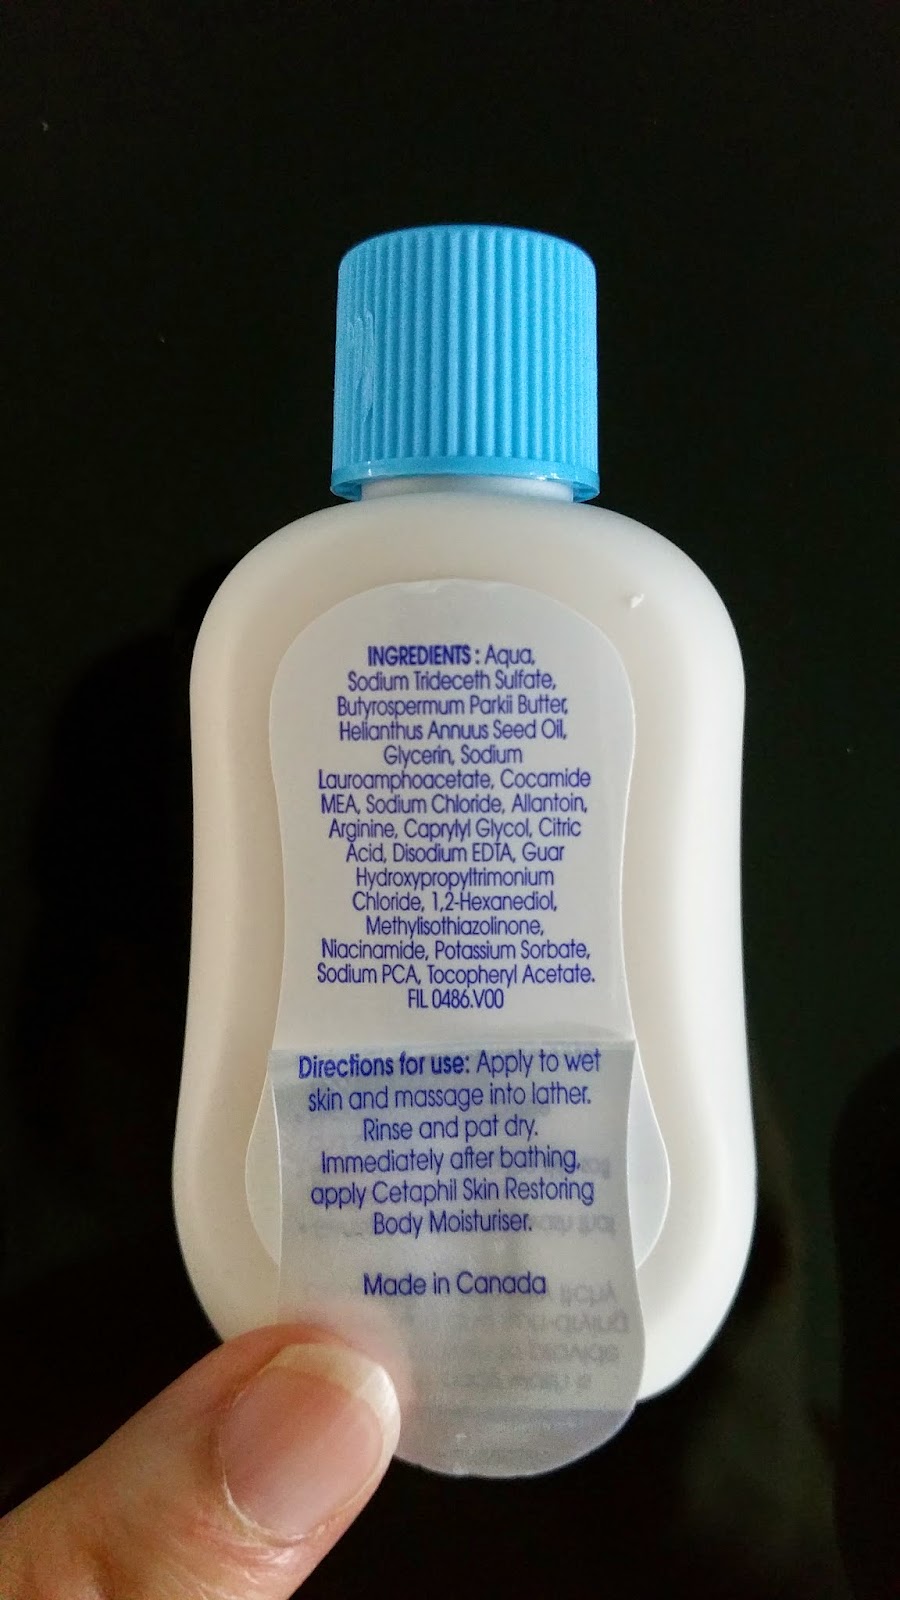 INGREDIENTS : Aqua,
Sodium Trideceth Sulfate,
Butyrospermum Parkii Butter,
Helianthus Annuus Seed Oil,
Glycerin, Sodium
Lauroamphoacetate, Cocamide
MEA, Sodium Chloride, Allantoin,
Arginine, Caprylyl Glycol, Citric
Acid, Disodium EDTA, Guar
Hydroxypropyltrimonium
Chloride, 1,2-Hexanediol,
Methylisothiazolinone,
Niacinamide, Potassium Sorbate,
Sodium PCA, Tocopheryl Acetate.
FIL 0486.V00
Directions for use: Apply to wet
skin and massage into lather.
Rinse and pat dry.
Immediately after bathing,
apply Cetaphil Skin Restoring
Body Moisturiser.
Made in Canada